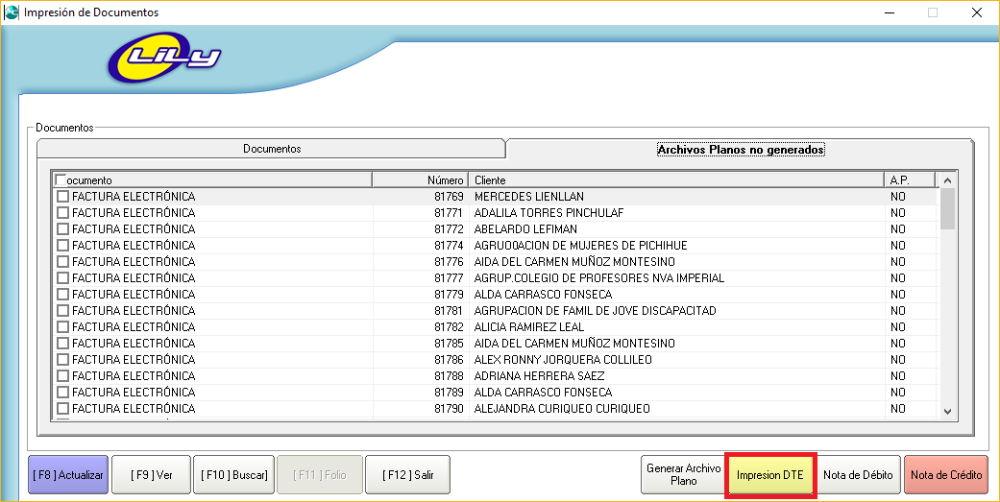 Impresión de Documentos
LiLy
Documentos
Documentos Archivos Planos no generados
ocumento Número Cliente A.P.
FACTURA ELECTRÓNICA 81769 MERCEDES LIENLLAN NO
FACTURA ELECTRÓNICA 81771 ADALILA TORRES PINCHULAF NO
FACTURA ELECTRÓNICA 81772 ABELARDO LEFIMAN NO
FACTURA ELECTRÓNICA 81774 AGRUO0ACION DE MUJERES DE PICHIHUE NO
FACTURA ELECTRÓNICA 81776 AIDA DEL CARMEN MUÑOZ MONTESINO NO
FACTURA ELECTRÓNICA 81777 AGRUP.COLEGIO DE PROFESORES NVA IMPERIAL NO
FACTURA ELECTRÓNICA 81779 ALDA CARRASCO FONSECA NO
FACTURA ELECTRÓNICA 81781 AGRUPACION DE FAMIL DE JOVE DISCAPACITAD NO
FACTURA ELECTRÓNICA 81782 ALICIA RAMIREZ LEAL NO
FACTURA ELECTRÓNICA 81785 AIDA DEL CARMEN MUÑOZ MONTESINO NO
FACTURA ELECTRÓNICA 81786 ALEX RONNY JORQUERA COLLILEO NO
FACTURA ELECTRÓNICA 81788 ADRIANA HERRERA SAEZ NO
FACTURA ELECTRÓNICA 81789 ALDA CARRASCO FONSECA NO
FACTURA ELECTRÓNICA 81790 ALEJANDRA CURIQUEO CURIQUEO NO
[ F8 ] Actualizar [ F9 ] Ver [ F10 ] Buscar] [ F11 ] Folio [ F12 ] Salir Generar Archivo
Plano Impresion DTE Nota de Débito Nota de Crédito